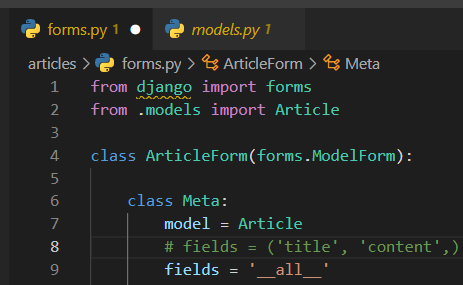 forms.py 1 models.py 1
articles > forms.py > ArticleForm > Meta
1 from django import forms
2 from .models import Article
3
4 class ArticleForm(forms.ModelForm):
5
6 class Meta:
7 model = Article
8 # fields = ('title', 'content',)
9 fields = '__all__'